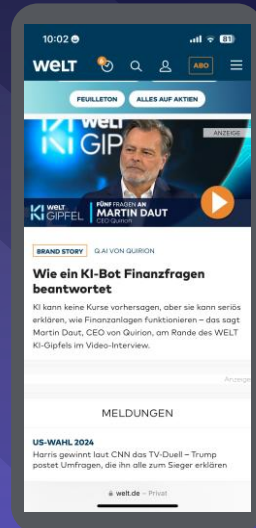 10:02
81
WELT
ABO
FEUILLETON
ALLES AUF AKTIEN
ANZEIGE
WELT
KI GIP
WELT
KI GIPFEL
FÜNF FRAGEN AN
MARTIN DAUT
CEO Quirion
BRAND STORY
Q.AI VON QUIRION
Wie ein KI-Bot Finanzfragen
beantwortet
KI kann keine Kurse vorhersagen, aber sie kann seriös
erklären, wie Finanzanlagen funktionieren – das sagt
Martin Daut, CEO von Quirion, am Rande des WELT
KI-Gipfels im Video-Interview.
Anzeige
MELDUNGEN
US-WAHL 2024
Harris gewinnt laut CNN das TV-Duell – Trump
postet Umfragen, die ihn alle zum Sieger erklären
welt.de – Privat